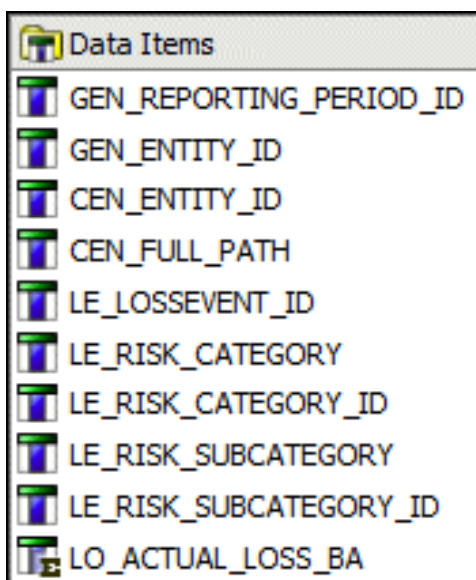 Data Items
GEN_REPORTING_PERIOD_ID
GEN_ENTITY_ID
CEN_ENTITY_ID
CEN_FULL_PATH
LE_LOSSEVENT_ID
LE_RISK_CATEGORY
LE_RISK_CATEGORY_ID
LE_RISK_SUBCATEGORY
LE_RISK_SUBCATEGORY_ID
LO_ACTUAL_LOSS_BA